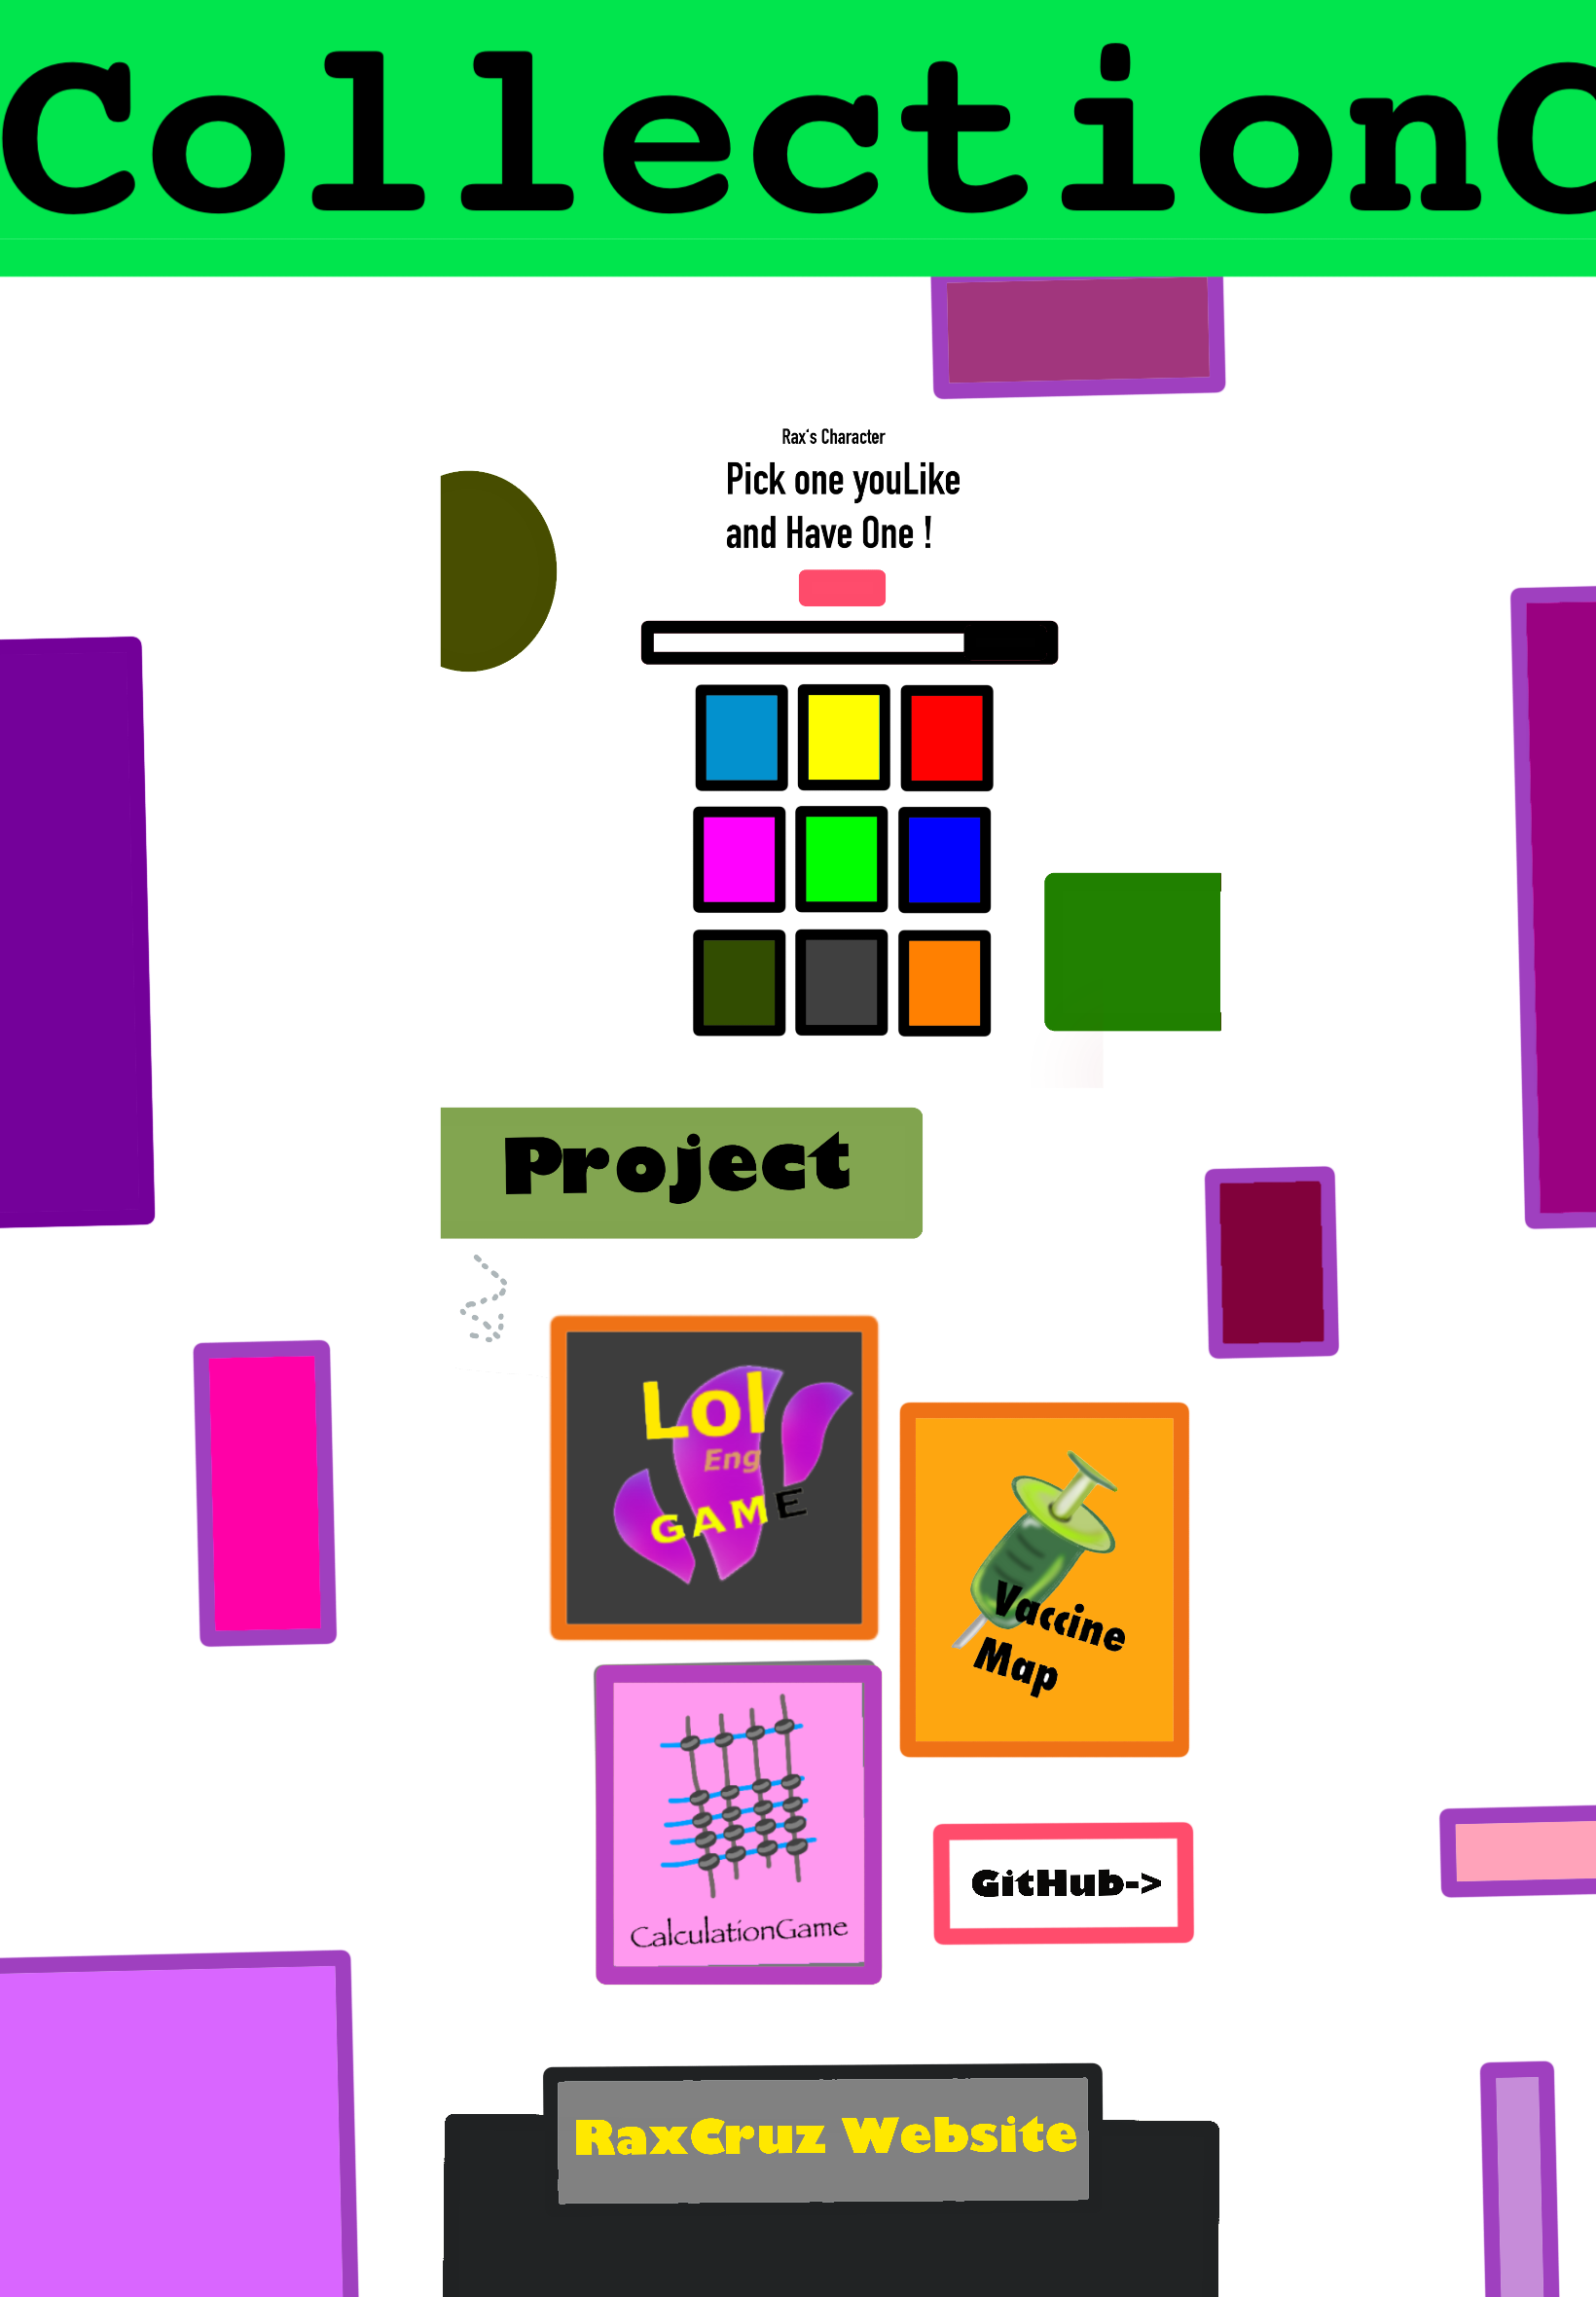 CollectionC
Rax's Character
Pick one youLike
and Have One !
Project
Lol
Eng
GAME
Vaccine
Map
CalculationGame
GitHub->
RaxCruz Website